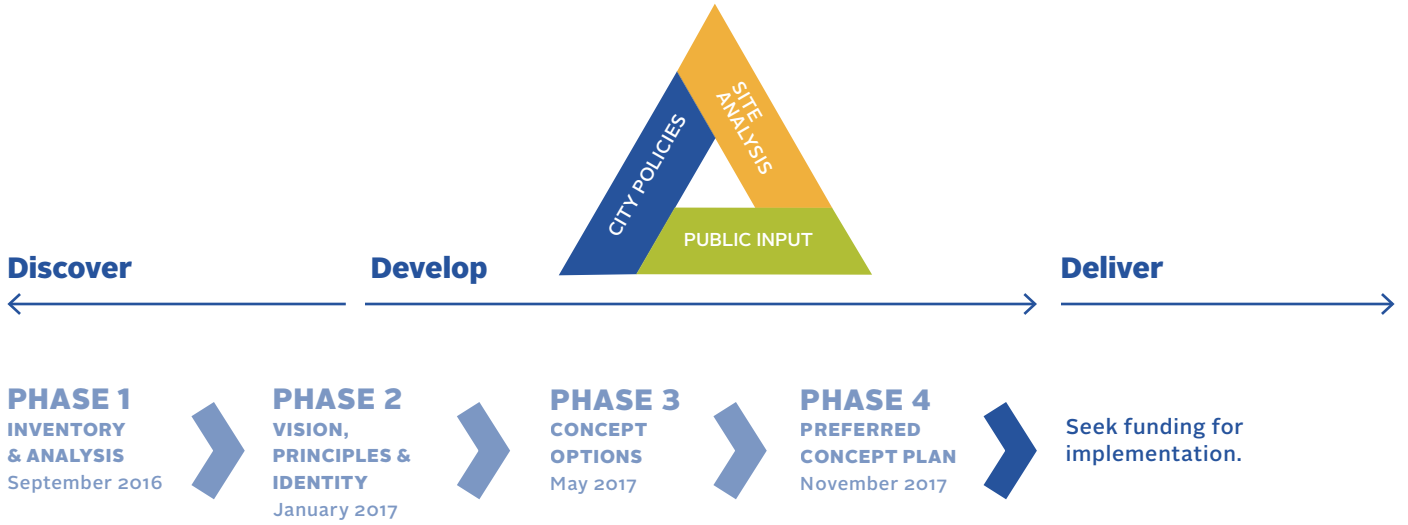 SITE
ANALYSIS
CITY POLICIES
PUBLIC INPUT
Discover
Develop
Deliver
PHASE 1
INVENTORY
& ANALYSIS
September 2016
PHASE 2
VISION,
PRINCIPLES &
IDENTITY
January 2017
PHASE 3
CONCEPT
OPTIONS
May 2017
PHASE 4
PREFERRED
CONCEPT PLAN
November 2017
Seek funding for
implementation.